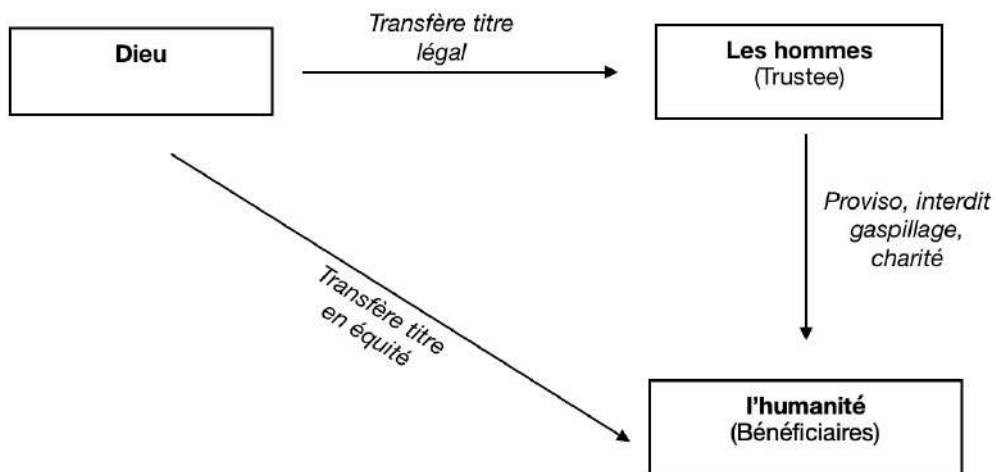 Dieu
Transfère titre
légal
Les hommes
(Trustee)
Proviso, interdit
gaspillage,
charité
Transfère titre
en équité
l'humanité
(Bénéficiaires)